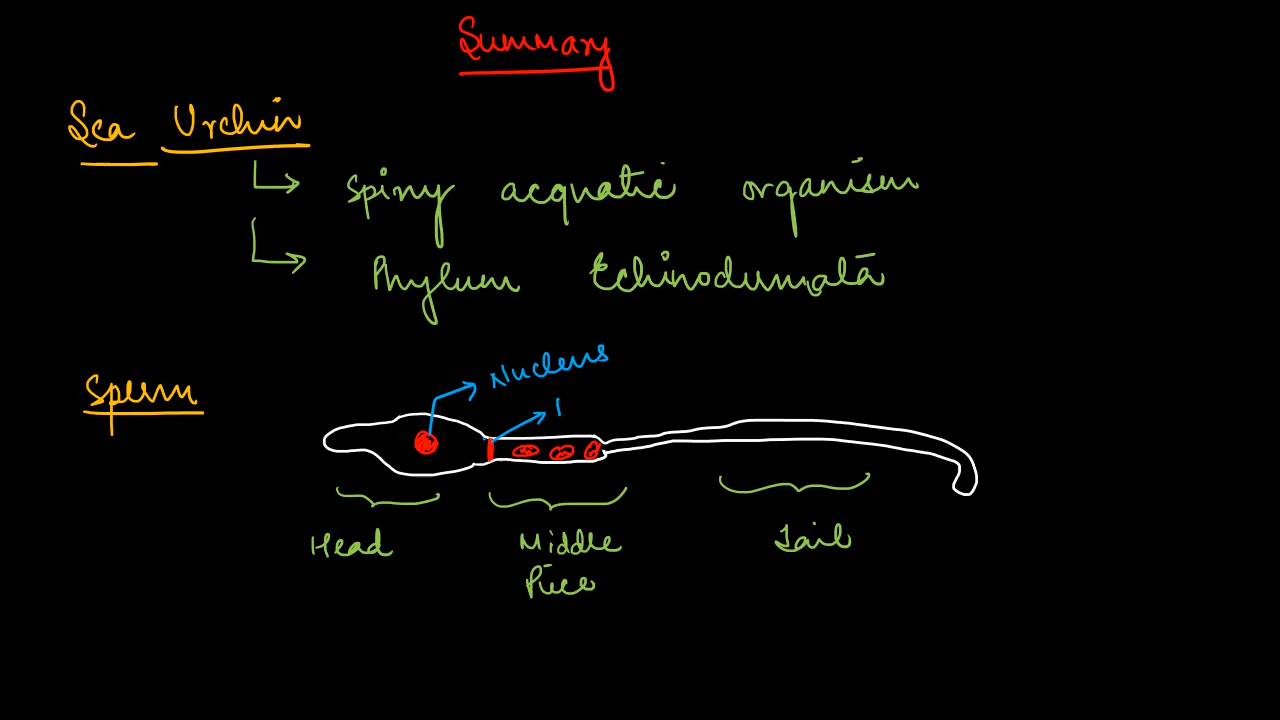 Summary
Sea Urchin
↳ Spiny acquatic organism
↳ Phylum Echinodermata
Sperm
Nucleus
Head
Middle
Piece
Tail